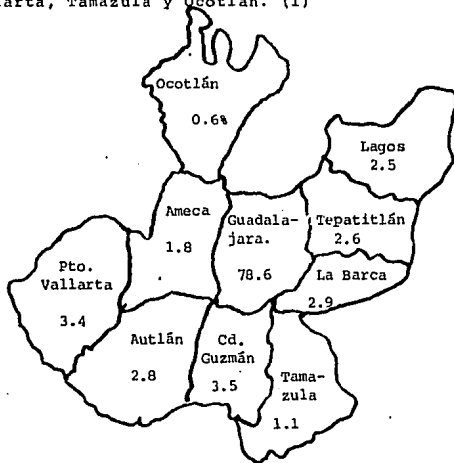 Tamazula y Ocotlán. (1)
Ocotlán
0.6%
Lagos
2.5
Ameca
1.8
Guadala-
jara.
78.6
Tepatitlán
2.6
La Barca
2.9
Pto.
Vallarta
3.4
Autlán
2.8
Cd.
Guzmán
3.5
Tama-
zula
1.1